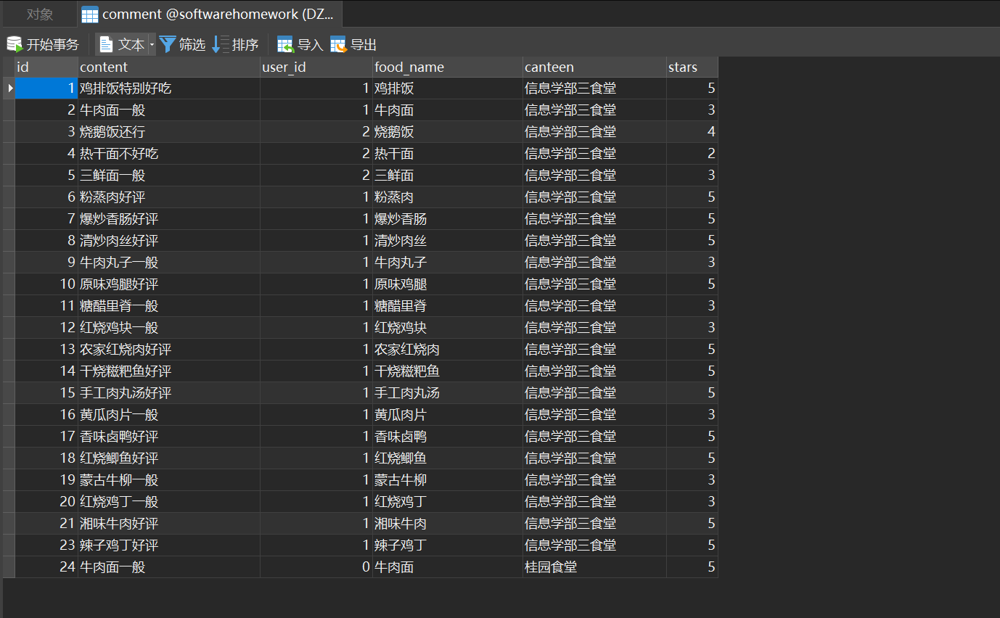 对象 comment @softwarehomework (DZ...
开始事务 文本 筛选 排序 导入 导出
id content user_id food_name canteen stars
1 鸡排饭特别好吃 1 鸡排饭 信息学部三食堂 5
2 牛肉面一般 1 牛肉面 信息学部三食堂 3
3 烧鹅饭还行 2 烧鹅饭 信息学部三食堂 4
4 热干面不好吃 2 热干面 信息学部三食堂 2
5 三鲜面一般 2 三鲜面 信息学部三食堂 3
6 粉蒸肉好评 1 粉蒸肉 信息学部三食堂 5
7 爆炒香肠好评 1 爆炒香肠 信息学部三食堂 5
8 清炒肉丝好评 1 清炒肉丝 信息学部三食堂 5
9 牛肉丸子一般 1 牛肉丸子 信息学部三食堂 3
10 原味鸡腿好评 1 原味鸡腿 信息学部三食堂 5
11 糖醋里脊一般 1 糖醋里脊 信息学部三食堂 3
12 红烧鸡块一般 1 红烧鸡块 信息学部三食堂 3
13 农家红烧肉好评 1 农家红烧肉 信息学部三食堂 5
14 干烧糍粑鱼好评 1 干烧糍粑鱼 信息学部三食堂 5
15 手工肉丸汤好评 1 手工肉丸汤 信息学部三食堂 5
16 黄瓜肉片一般 1 黄瓜肉片 信息学部三食堂 3
17 香味卤鸭好评 1 香味卤鸭 信息学部三食堂 5
18 红烧鲫鱼好评 1 红烧鲫鱼 信息学部三食堂 5
19 蒙古牛柳一般 1 蒙古牛柳 信息学部三食堂 3
20 红烧鸡丁一般 1 红烧鸡丁 信息学部三食堂 3
21 湘味牛肉好评 1 湘味牛肉 信息学部三食堂 5
23 辣子鸡丁好评 1 辣子鸡丁 信息学部三食堂 5
24 牛肉面一般 0 牛肉面 桂园食堂 5